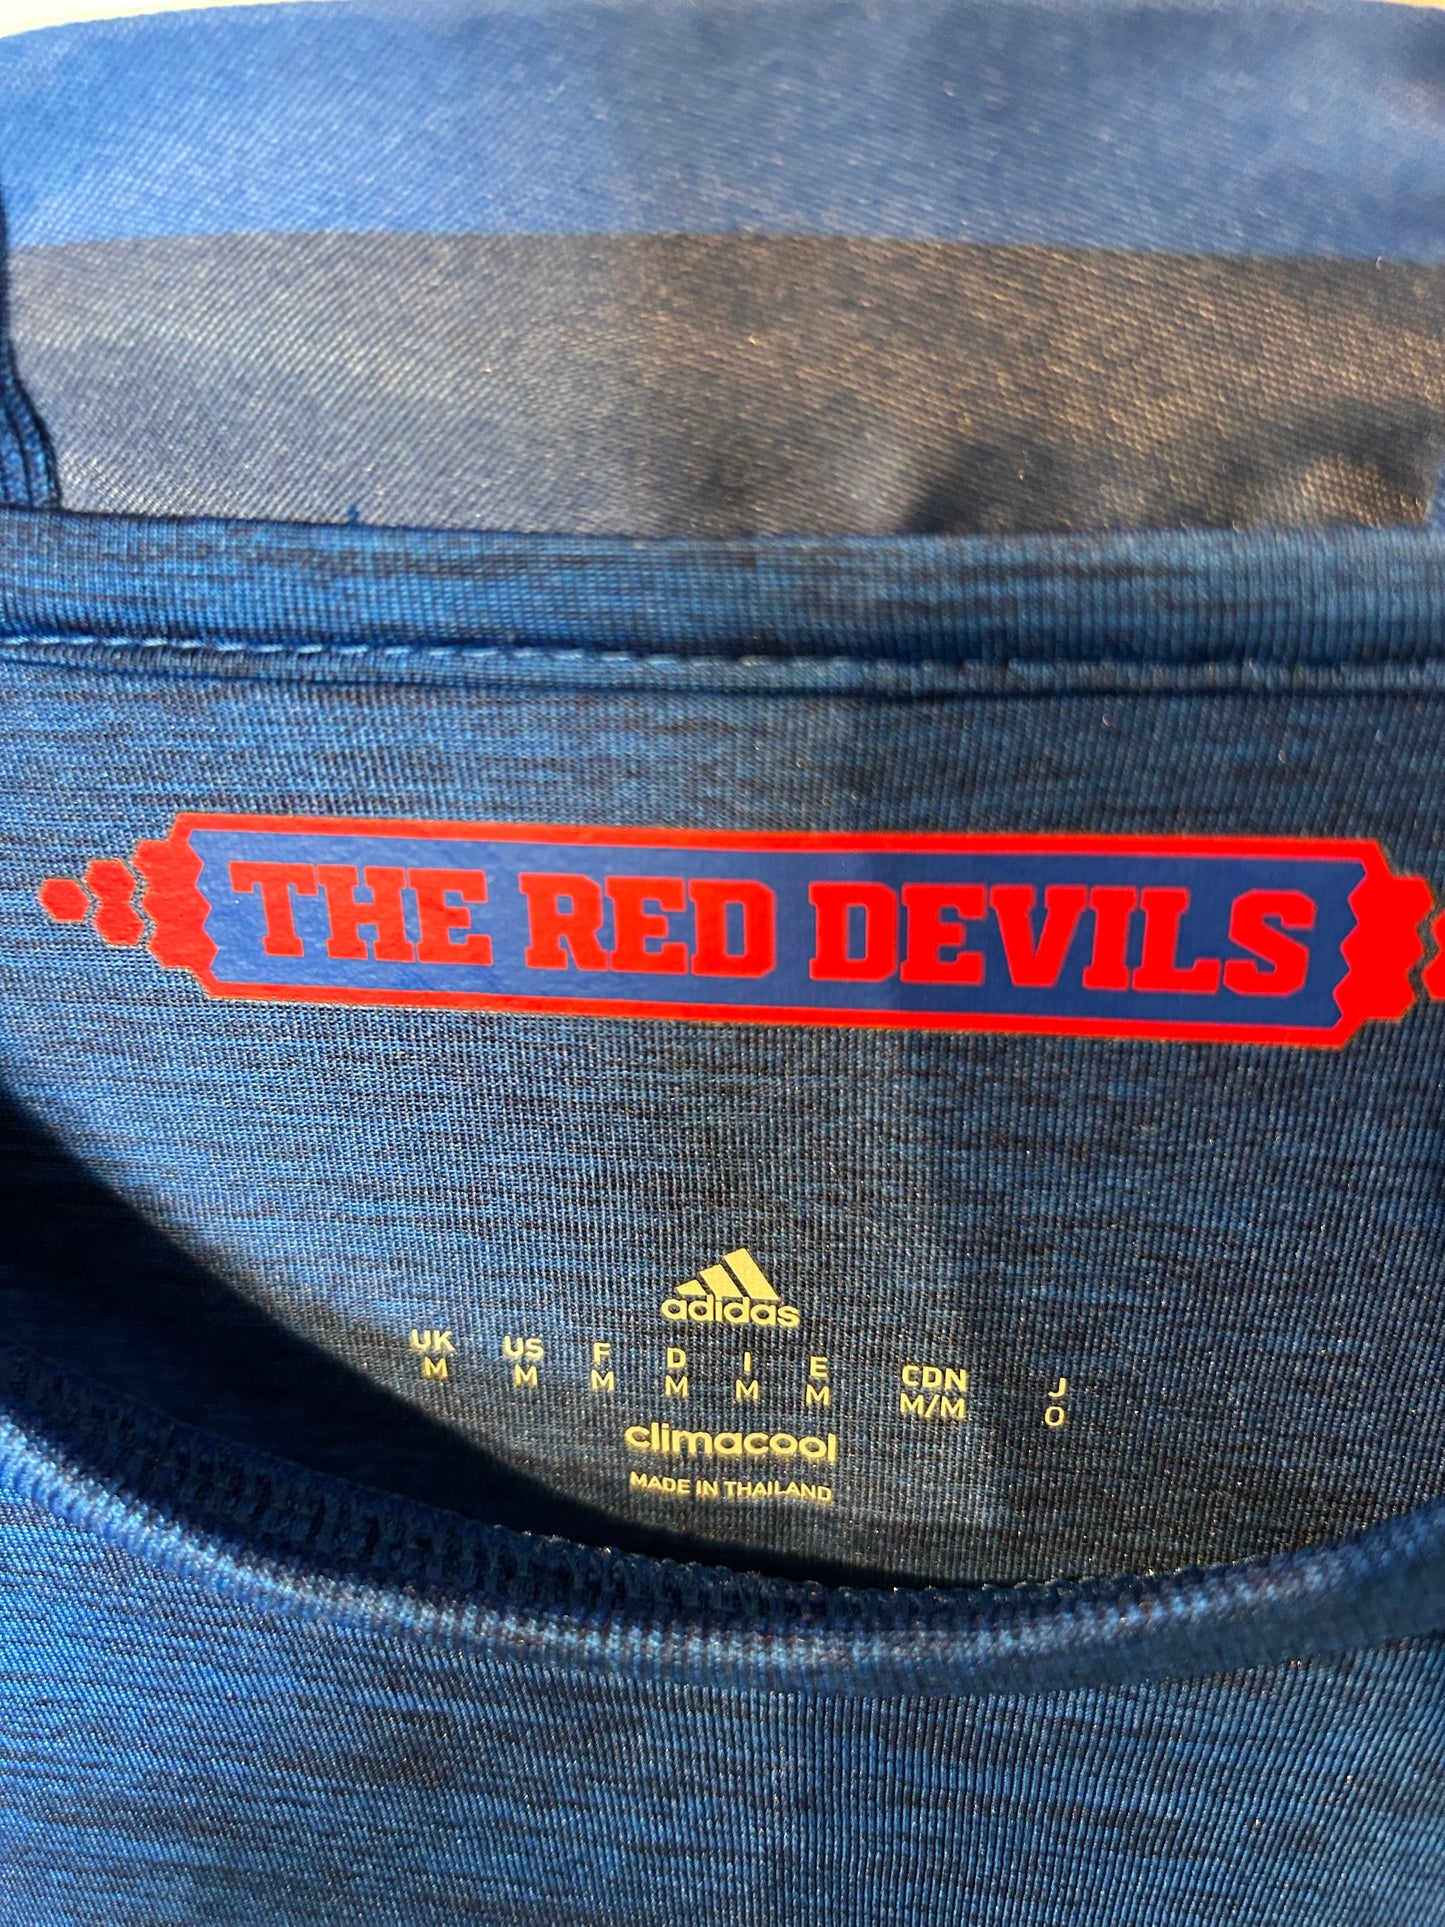 THE RED DEVILS
adidas
UK US F D I E CDN J
M M M M M M M/M O
climacool
MADE IN THAILAND